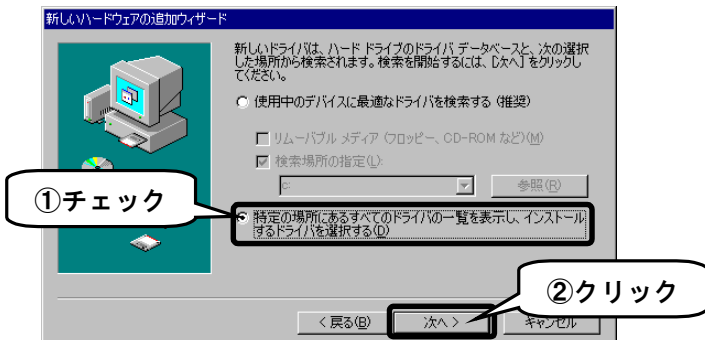 新しいハードウェアの追加ウィザード
新しいドライバは、ハード ドライブのドライバ データベースと、次の選択
した場所から検索されます。検索を開始するには、[次へ] をクリックし
てください。
使用中のデバイスに最適なドライバを検索する (推奨)
リムーバブル メディア (フロッピー、CD-ROM など)(M)
検索場所の指定(L):
c:
参照(R)
①チェック
特定の場所にあるすべてのドライバの一覧を表示し、インストール
するドライバを選択する(D)
②クリック
< 戻る(B)
次へ >
キャンセル